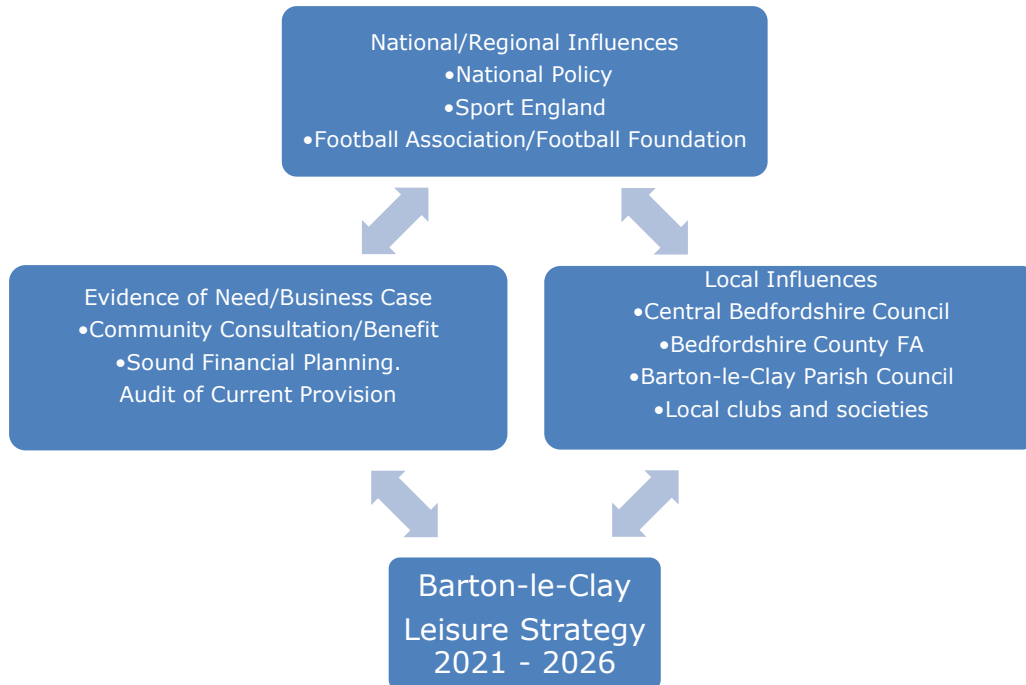 National/Regional Influences
•National Policy
•Sport England
•Football Association/Football Foundation
Evidence of Need/Business Case
•Community Consultation/Benefit
•Sound Financial Planning.
Audit of Current Provision
Local Influences
•Central Bedfordshire Council
•Bedfordshire County FA
•Barton-le-Clay Parish Council
•Local clubs and societies
Barton-le-Clay
Leisure Strategy
2021 - 2026